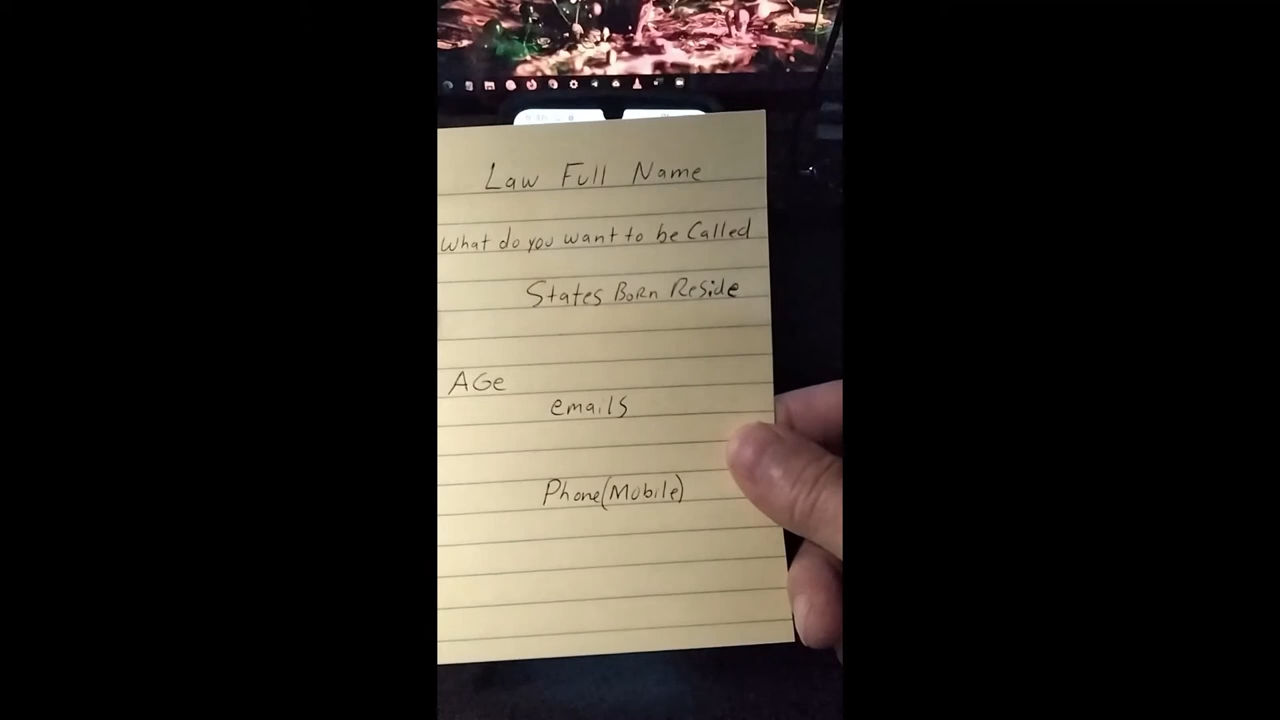 Law Full Name
What do you want to be Called
States Born Reside
AGe
emails
Phone(Mobile)